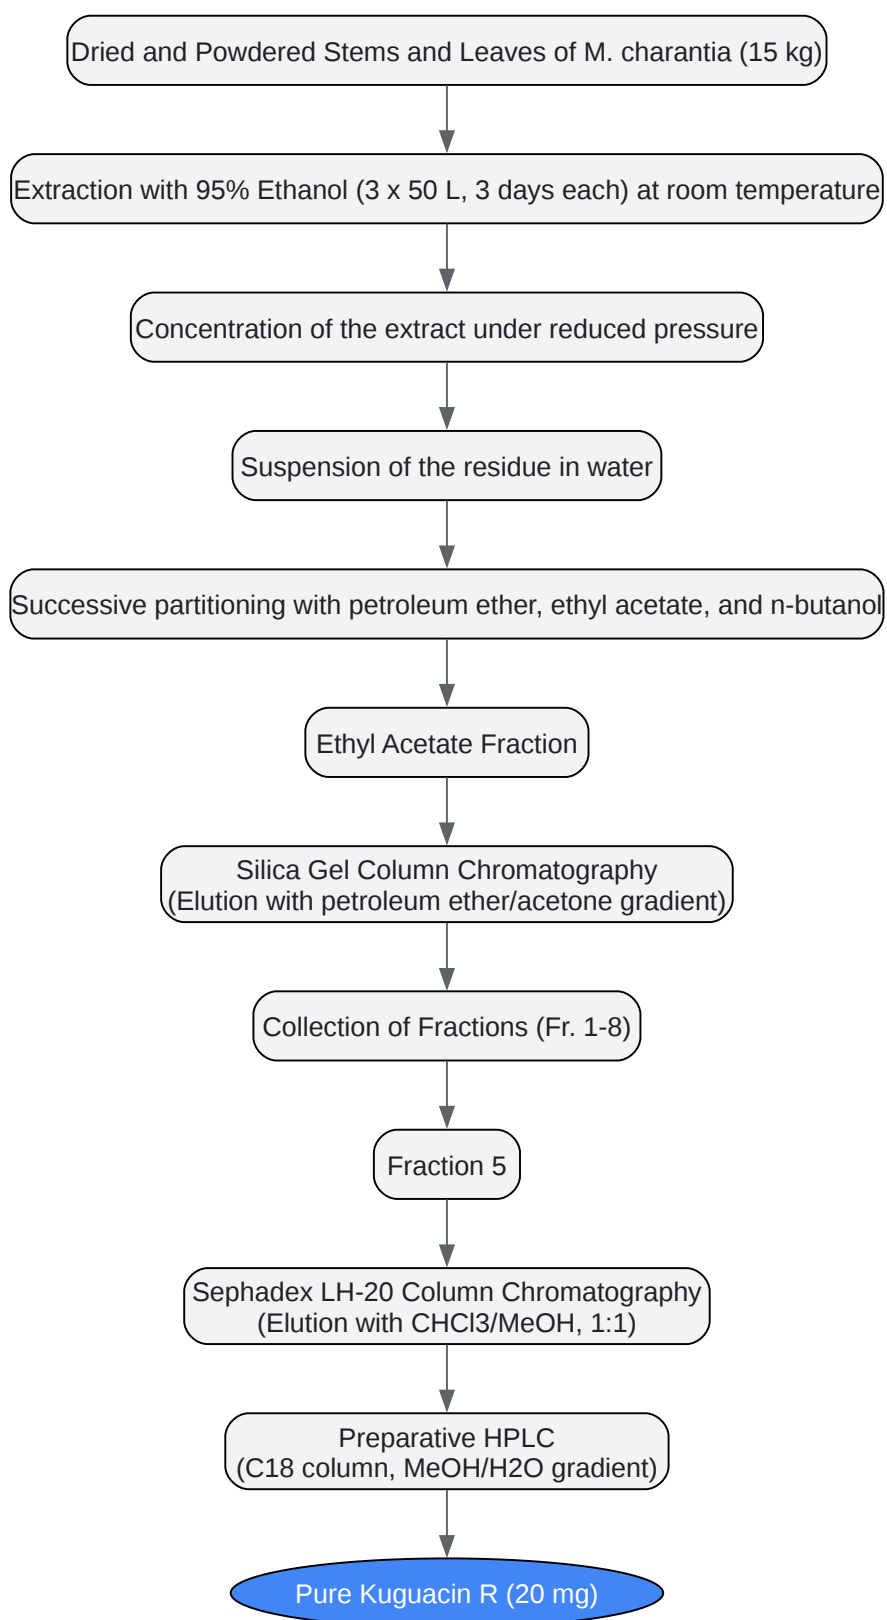 Dried and Powdered Stems and Leaves of M. charantia (15 kg)
Extraction with 95% Ethanol (3 x 50 L, 3 days each) at room temperature
Concentration of the extract under reduced pressure
Suspension of the residue in water
Successive partitioning with petroleum ether, ethyl acetate, and n-butanol
Ethyl Acetate Fraction
Silica Gel Column Chromatography
(Elution with petroleum ether/acetone gradient)
Collection of Fractions (Fr. 1-8)
Fraction 5
Sephadex LH-20 Column Chromatography
(Elution with CHCl3/MeOH, 1:1)
Preparative HPLC
(C18 column, MeOH/H2O gradient)
Pure Kuguacin R (20 mg)